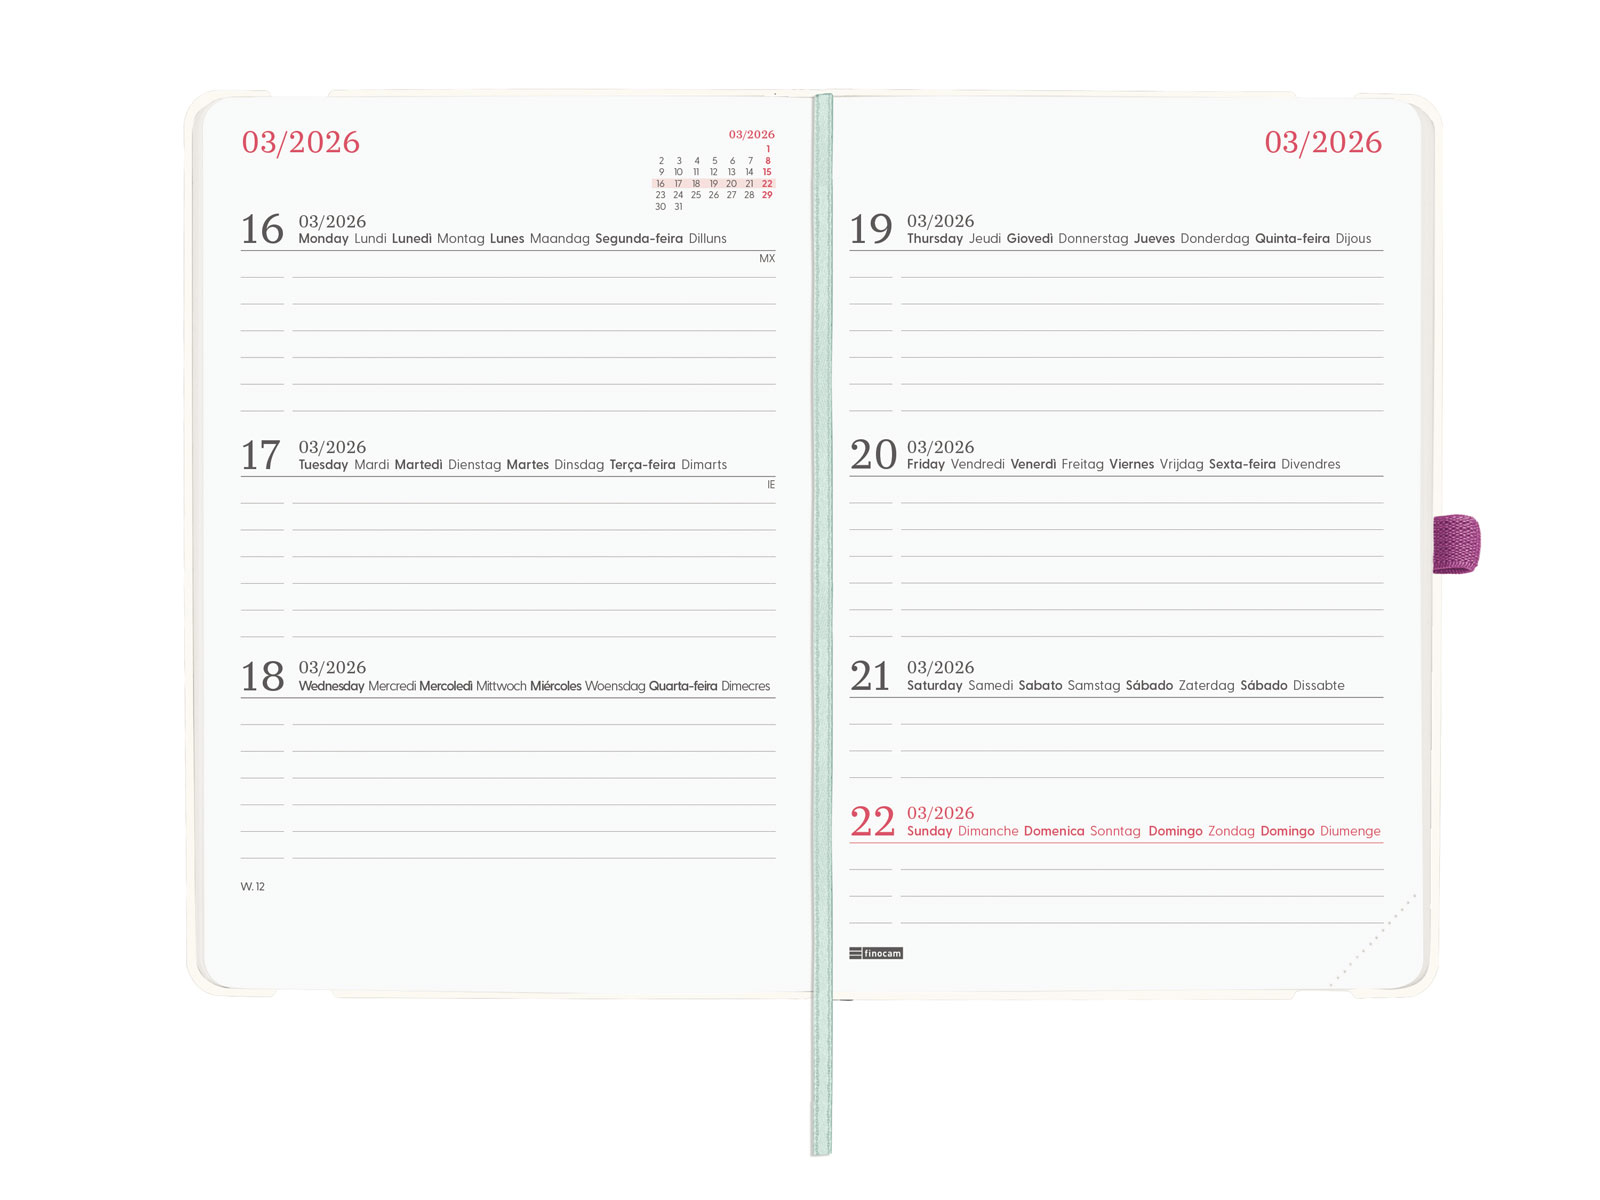 03/2026
03/2026
1
2 3 4 5 6 7 8
9 10 11 12 13 14 15
16 17 18 19 20 21 22
23 24 25 26 27 28 29
30 31
16 03/2026
Monday Lundi Lunedì Montag Lunes Maandag Segunda-feira Dilluns
MX
17 03/2026
Tuesday Mardi Martedì Dienstag Martes Dinsdag Terça-feira Dimarts
IE
18 03/2026
Wednesday Mercredi Mercoledì Mittwoch Miércoles Woensdag Quarta-feira Dimecres
W. 12
03/2026
19 03/2026
Thursday Jeudi Giovedì Donnerstag Jueves Donderdag Quinta-feira Dijous
20 03/2026
Friday Vendredi Venerdì Freitag Viernes Vrijdag Sexta-feira Divendres
21 03/2026
Saturday Samedi Sabato Samstag Sábado Zaterdag Sábado Dissabte
22 03/2026
Sunday Dimanche Domenica Sonntag Domingo Zondag Domingo Diumenge
finocam